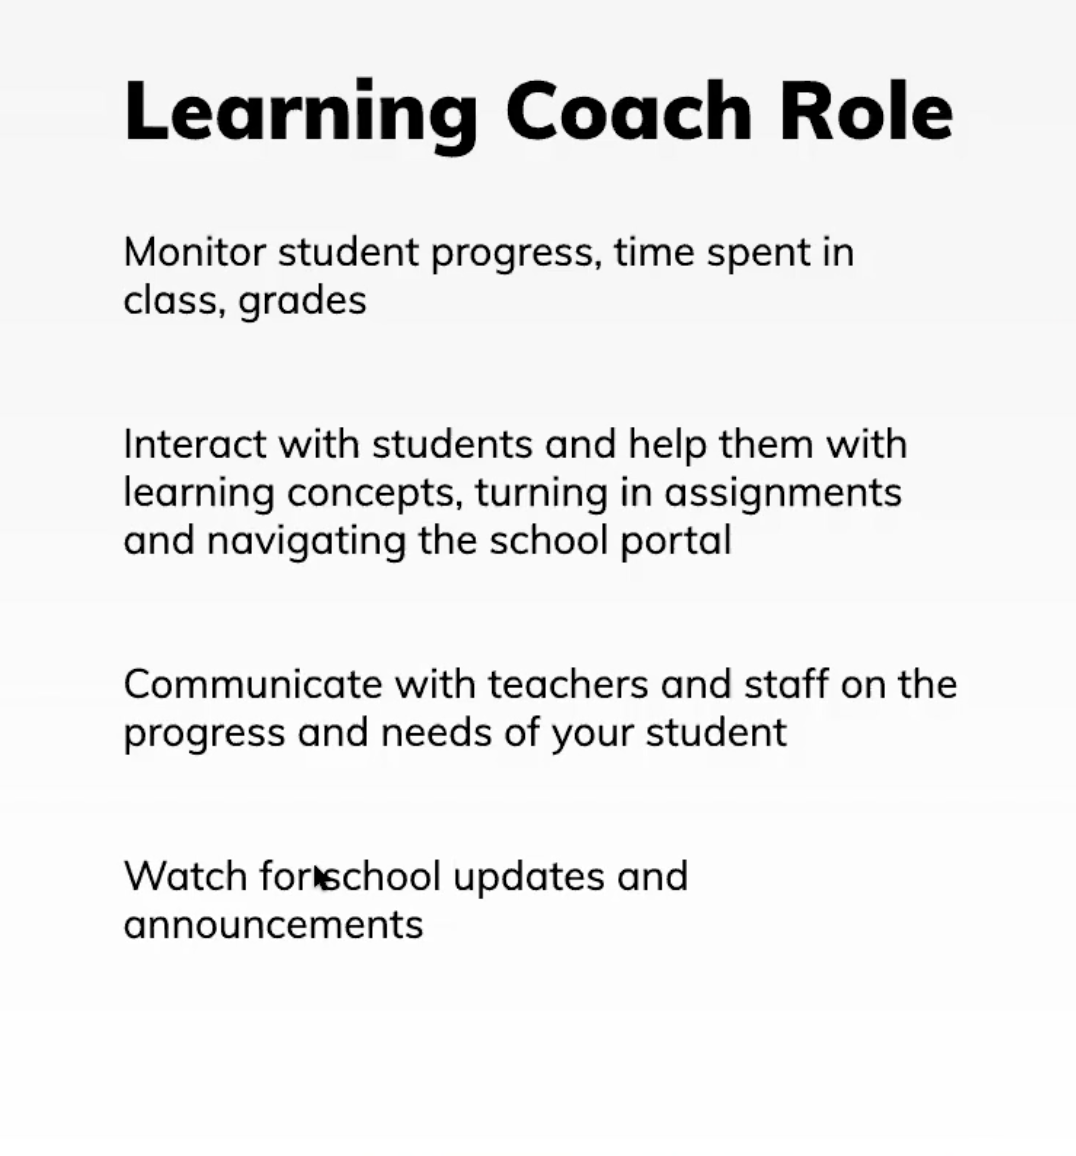 Learning Coach Role
Monitor student progress, time spent in
class, grades
Interact with students and help them with
learning concepts, turning in assignments
and navigating the school portal
Communicate with teachers and staff on the
progress and needs of your student
Watch for school updates and
announcements